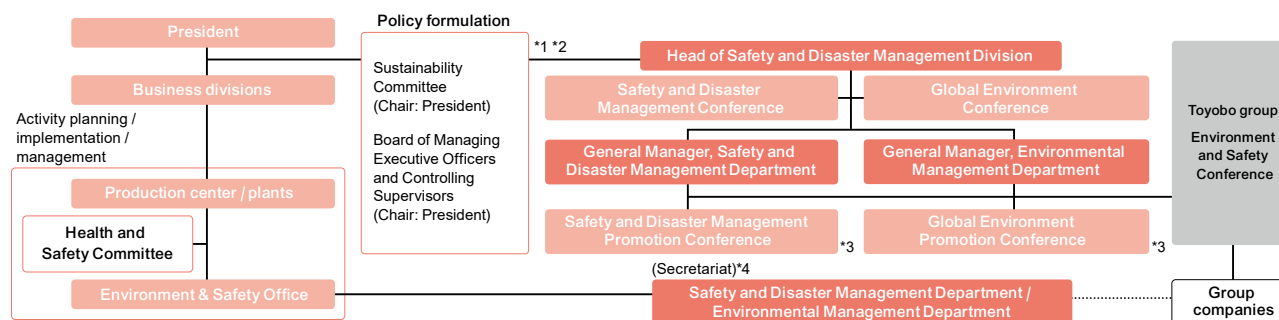 President
Business divisions
Activity planning /
implementation /
management
Production center / plants
Health and
Safety Committee
Environment & Safety Office
Policy formulation
Sustainability
Committee
(Chair: President)
Board of Managing
Executive Officers
and Controlling
Supervisors
(Chair: President)
*1 *2
Head of Safety and Disaster Management Division
Safety and Disaster
Management Conference
Global Environment
Conference
General Manager, Safety and
Disaster Management Department
General Manager, Environmental
Management Department
Safety and Disaster Management
Promotion Conference
*3
Global Environment
Promotion Conference
*3
(Secretariat)*4
Safety and Disaster Management Department /
Environmental Management Department
Toyobo group
Environment
and Safety
Conference
Group
companies